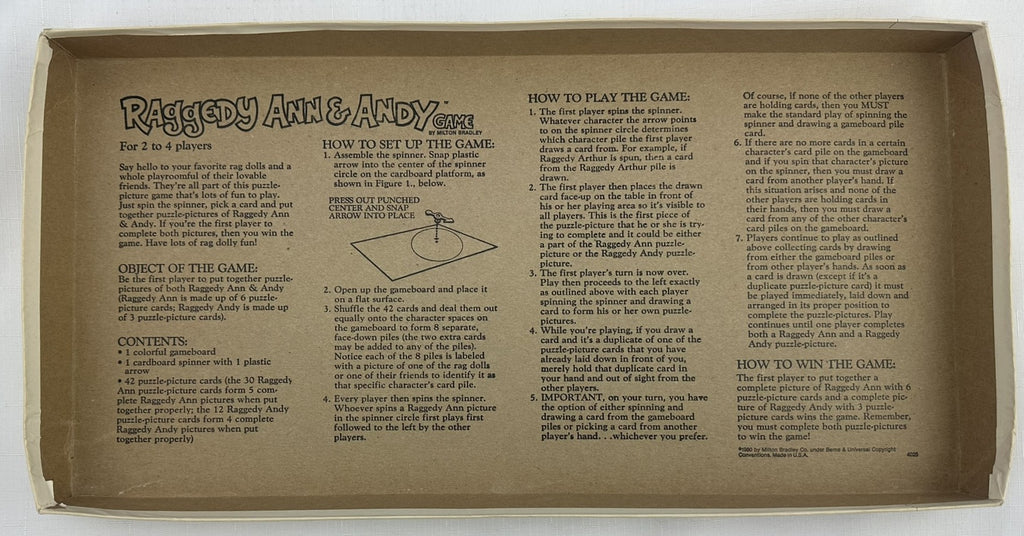 RAGGEDY ANN & ANDY™ GAME
BY MILTON BRADLEY
For 2 to 4 players
Say hello to your favorite rag dolls and a
whole playroomful of their lovable
friends. They're all part of this puzzle-
picture game that's lots of fun to play.
Just spin the spinner, pick a card and put
together puzzle-pictures of Raggedy Ann
& Andy. If you're the first player to
complete both pictures, then you win the
game. Have lots of rag dolly fun!
OBJECT OF THE GAME:
Be the first player to put together puzzle-
pictures of both Raggedy Ann & Andy
(Raggedy Ann is made up of 6 puzzle-
picture cards; Raggedy Andy is made up
of 3 puzzle-picture cards).
CONTENTS:
• 1 colorful gameboard
• 1 cardboard spinner with 1 plastic
arrow
• 42 puzzle-picture cards (the 30 Raggedy
Ann puzzle-picture cards form 5 com-
plete Raggedy Ann pictures when put
together properly; the 12 Raggedy Andy
puzzle-picture cards form 4 complete
Raggedy Andy pictures when put
together properly)
HOW TO SET UP THE GAME:
1. Assemble the spinner. Snap plastic
arrow into the center of the spinner
circle on the cardboard platform, as
shown in Figure 1., below.
PRESS OUT PUNCHED
CENTER AND SNAP
ARROW INTO PLACE
2. Open up the gameboard and place it
on a flat surface.
3. Shuffle the 42 cards and deal them out
equally onto the character spaces on
the gameboard to form 8 separate,
face-down piles (the two extra cards
may be added to any of the piles).
Notice each of the 8 piles is labeled
with a picture of one of the rag dolls
or one of their friends to identify it as
that specific character's card pile.
4. Every player then spins the spinner.
Whoever spins a Raggedy Ann picture
in the spinner circle first plays first
followed to the left by the other
players.
HOW TO PLAY THE GAME:
1. The first player spins the spinner.
Whatever character the arrow points
to on the spinner circle determines
which character pile the first player
draws a card from. For example, if
Raggedy Arthur is spun, then a card
from the Raggedy Arthur pile is
drawn.
2. The first player then places the drawn
card face-up on the table in front of
his or her playing area so it's visible to
all players. This is the first piece of
the puzzle-picture that he or she is try-
ing to complete and it could be either
a part of the Raggedy Ann puzzle-
picture or the Raggedy Andy puzzle-
picture.
3. The first player's turn is now over.
Play then proceeds to the left exactly
as outlined above with each player
spinning the spinner and drawing a
card to form his or her own puzzle-
pictures.
4. While you're playing, if you draw a
card and it's a duplicate of one of the
puzzle-picture cards that you have
already laid down in front of you,
merely hold that duplicate card in
your hand and out of sight from the
other players.
5. IMPORTANT, on your turn, you have
the option of either spinning and
drawing a card from the gameboard
piles or picking a card from another
player's hand. . .whichever you prefer.
Of course, if none of the other players
are holding cards, then you MUST
make the standard play of spinning the
spinner and drawing a gameboard pile
card.
6. If there are no more cards in a certain
character's card pile on the gameboard
and if you spin that character's picture
on the spinner, then you must draw a
card from another player's hand. If
this situation arises and none of the
other players are holding cards in
their hands, then you must draw a
card from any of the other character's
card piles on the gameboard.
7. Players continue to play as outlined
above collecting cards by drawing
from either the gameboard piles or
from other player's hands. As soon as
a card is drawn (except if it's a
duplicate puzzle-picture card) it must
be played immediately, laid down and
arranged in its proper position to
complete the puzzle-pictures. Play
continues until one player completes
both a Raggedy Ann and a Raggedy
Andy puzzle-picture.
HOW TO WIN THE GAME:
The first player to put together a
complete picture of Raggedy Ann with 6
puzzle-picture cards and a complete pic-
ture of Raggedy Andy with 3 puzzle-
picture cards wins the game. Remember,
you must complete both puzzle-pictures
to win the game!
©1980 by Milton Bradley Co. under Berne & Universal Copyright
Conventions. Made in U.S.A. 4025